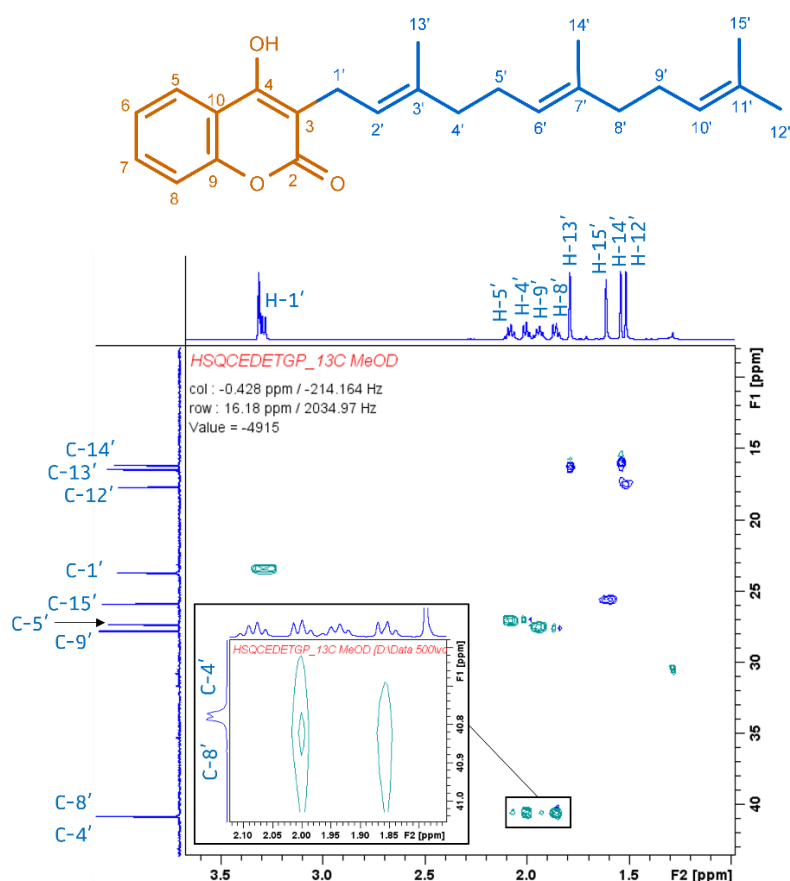 OH
13'
14'
15'
1'
5'
9'
5
4
10
6
3
2'
3'
4'
6'
7'
8'
10'
11'
12'
7
8
9
O
2
O
H-1'
H-5'
H-4'
H-9'
H-8'
H-13'
H-15'
H-14'
H-12'
HSQCEDETGP_13C MeOD
col : -0.428 ppm / -214.164 Hz
row : 16.18 ppm / 2034.97 Hz
Value = -4915
F1 [ppm]
15
20
25
30
35
40
C-14'
C-13'
C-12'
C-1'
C-15'
C-5'
C-9'
C-8'
C-4'
HSQCEDETGP_13C MeOD (D:\Data 500\vo
F1 [ppm]
C-4'
C-8'
40.8
40.9
41.0
2.10
2.05
2.00
1.95
1.90
1.85
F2 [ppm]
3.5
3.0
2.5
2.0
1.5
F2 [ppm]